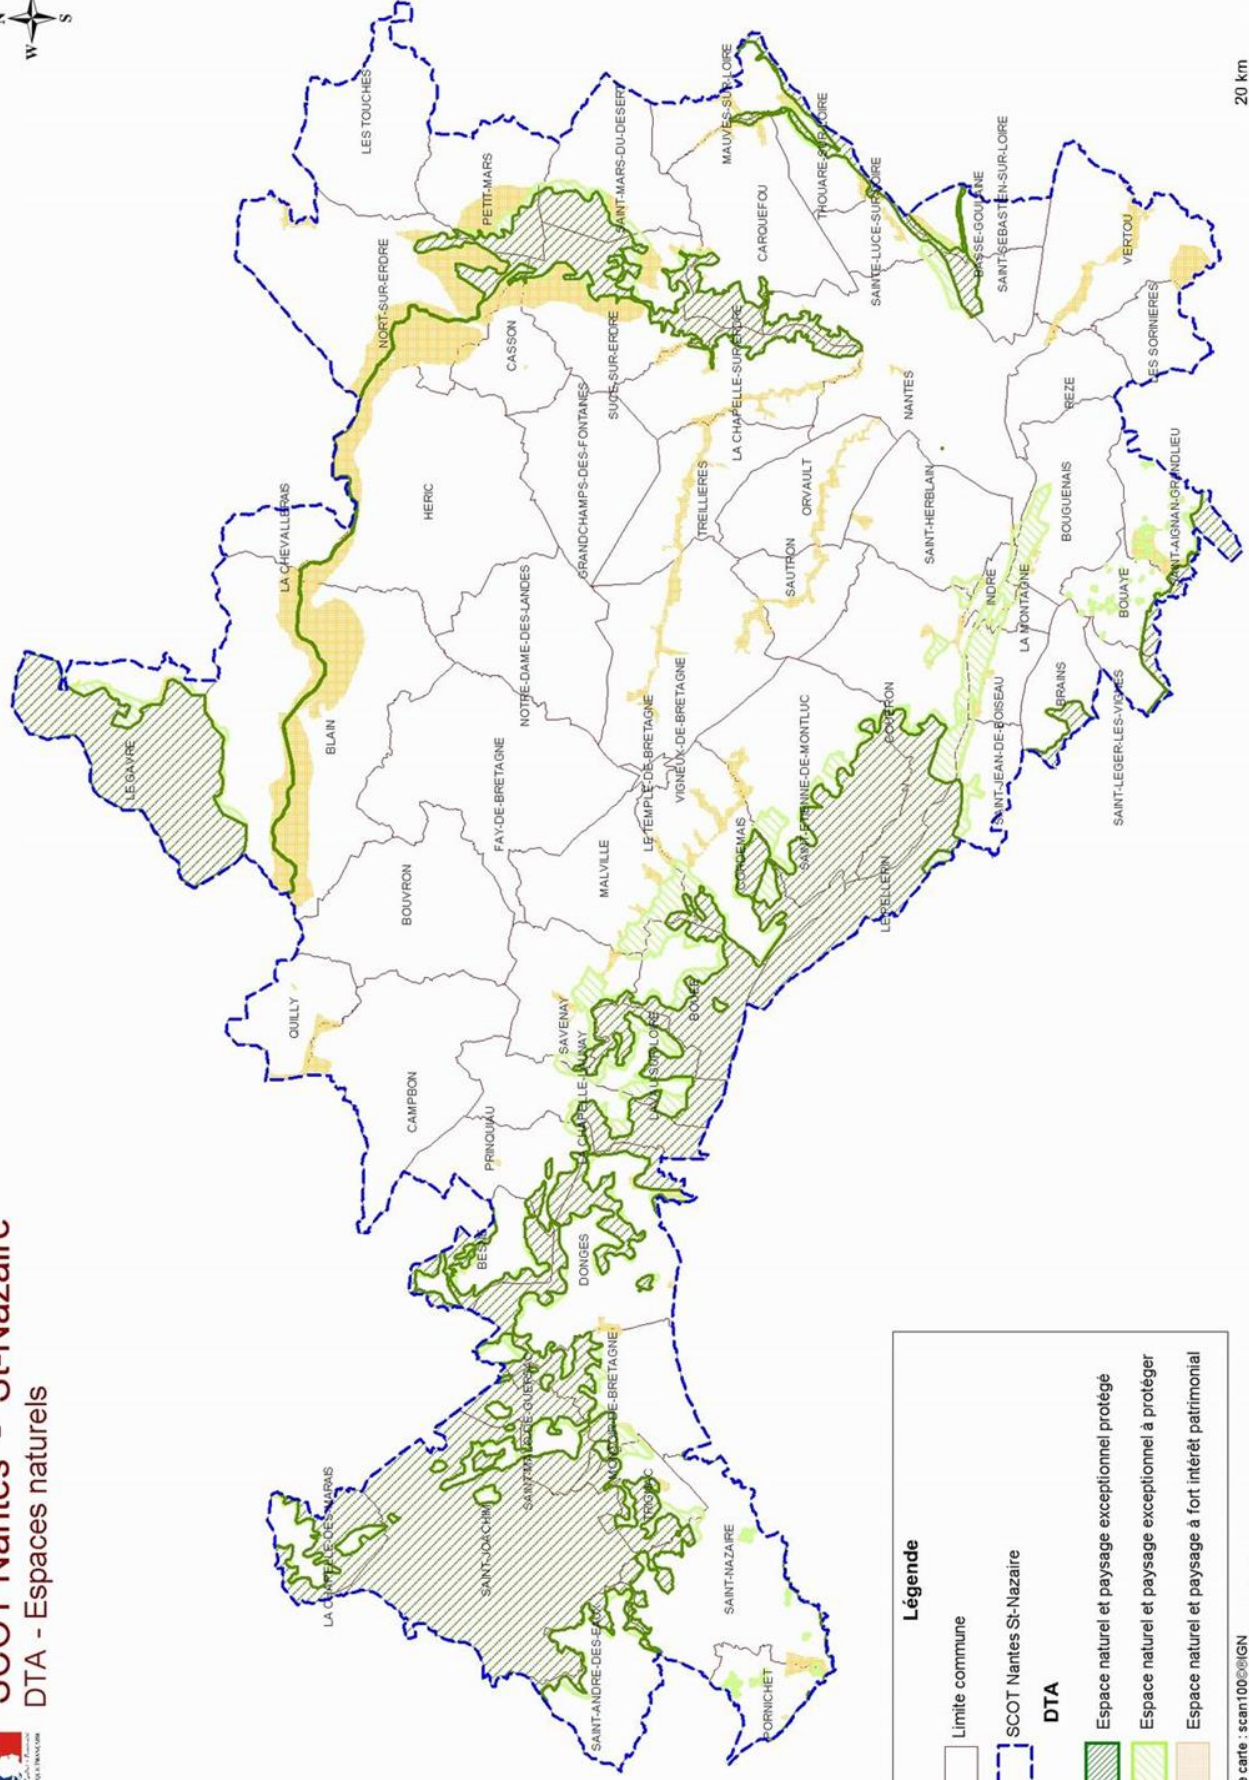 SCOT Nantes - St-Nazaire
DTA - Espaces naturels
N
W
S
LES TOUCHES
PETIT-MARS
NORT-SUR-ERDRE
SAINT-MARS-DU-DESERT
MAUVES-SUR-LOIRE
THOUARE-SUR-LOIRE
CARQUEFOU
SAINTE-LUCE-SUR-LOIRE
BASSE-GOULAINE
SAINT-SEBASTIEN-SUR-LOIRE
VERTOU
LES SORINIERES
CASSON
SUCE-SUR-ERDRE
LA CHAPELLE-SUR-ERDRE
NANTES
REZE
HERIC
GRANDCHAMPS-DES-FONTAINES
TREILLIERES
ORVAULT
SAINT-HERBLAIN
BOUGUENAIS
SAINT-AIGNAN-GRANDLIEU
LA CHEVALLERAIS
NOTRE-DAME-DES-LANDES
SAUTRON
INDRE
LA MONTAGNE
BOUAYE
LE GAVRE
BLAIN
FAY-DE-BRETAGNE
LE TEMPLE-DE-BRETAGNE
VIGNEUX-DE-BRETAGNE
SAINT-ETIENNE-DE-MONTLUC
COUERON
SAINT-JEAN-DE-BOISEAU
BRAINS
SAINT-LEGER-LES-VIGNES
BOUVRON
MALVILLE
CORDEMAIS
LE PELLERIN
QUILLY
CAMPBON
SAVENAY
BOUEE
PRINQUIAU
LA CHAPELLE-LAUNAY
LAVAU-SUR-LOIRE
BESNE
DONGES
SAINT-MALO-DE-GUERSAC
MONTOIR-DE-BRETAGNE
LA CHAPELLE-DES-MARAIS
SAINT-JOACHIM
TRIGNAC
SAINT-NAZAIRE
SAINT-ANDRE-DES-EAUX
PORNICHET
20 km
Légende
Limite commune
SCOT Nantes St-Nazaire
DTA
Espace naturel et paysage exceptionnel protégé
Espace naturel et paysage exceptionnel à protéger
Espace naturel et paysage à fort intérêt patrimonial
carte : scan100©®IGN